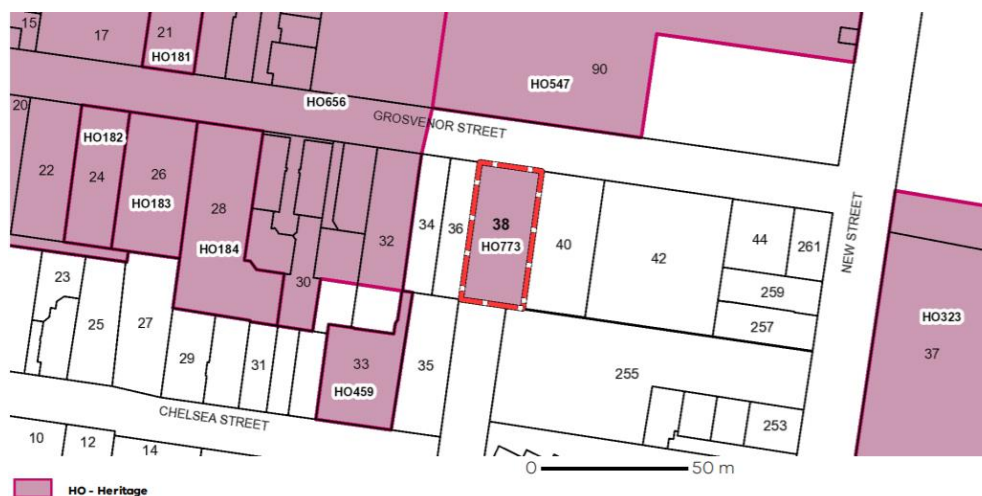 15
17
21
HO181
90
HO547
HO656
GROSVENOR STREET
20
HO182
22
24
26
HO183
28
HO184
30
32
34
36
38
HO773
40
42
44
261
259
257
NEW STREET
HO323
37
23
25
27
29
31
33
HO459
35
255
253
CHELSEA STREET
10
12
14
0 50 m
HO - Heritage